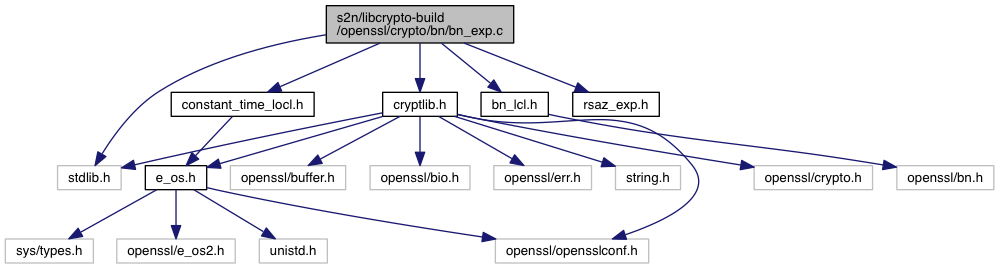 s2n/libcrypto-build
/openssl/crypto/bn/bn_exp.c
constant_time_locl.h
cryptlib.h
bn_lcl.h
rsaz_exp.h
stdlib.h
e_os.h
openssl/buffer.h
openssl/bio.h
openssl/err.h
string.h
openssl/crypto.h
openssl/bn.h
sys/types.h
openssl/e_os2.h
unistd.h
openssl/opensslconf.h